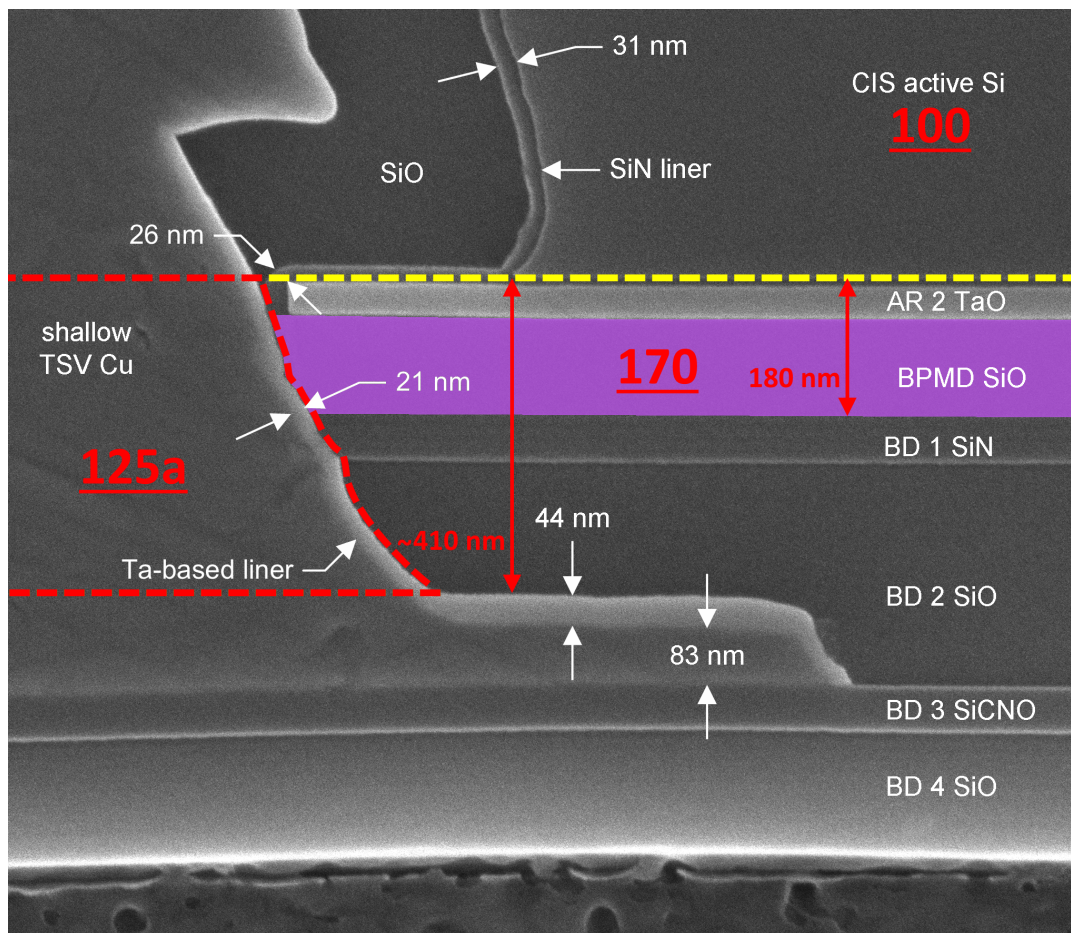 31 nm
CIS active Si
100
SiO
SiN liner
26 nm
AR 2 TaO
shallow
TSV Cu
21 nm
170
180 nm
BPMD SiO
125a
BD 1 SiN
44 nm
~410 nm
Ta-based liner
BD 2 SiO
83 nm
BD 3 SiCNO
BD 4 SiO